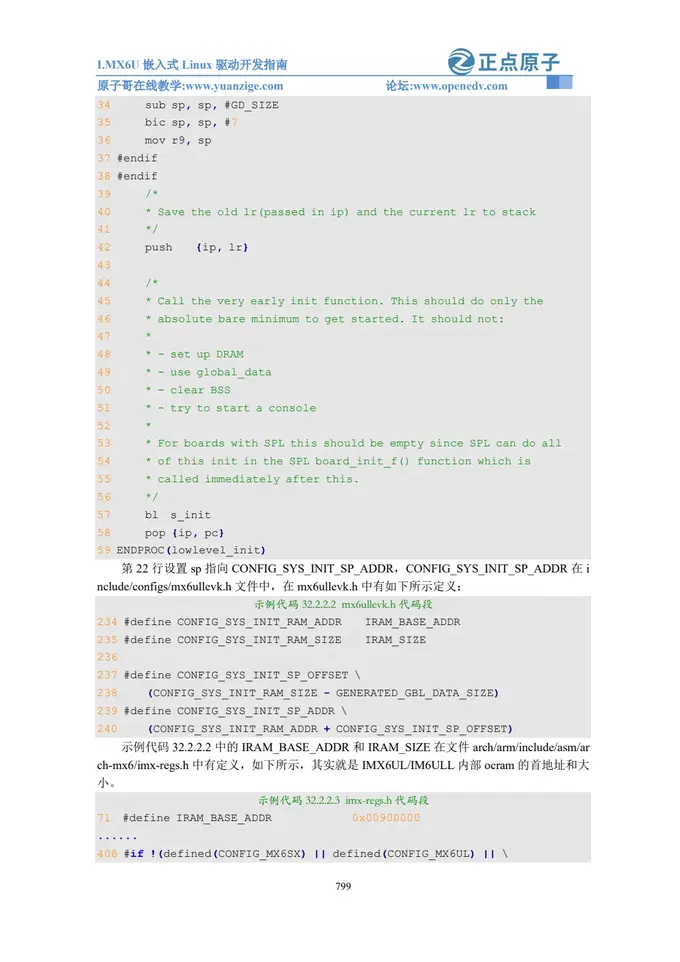 I.MX6U 嵌入式 Linux 驱动开发指南
正点原子
原子哥在线教学:www.yuanzige.com 论坛:www.openedv.com
34 sub sp, sp, #GD_SIZE
35 bic sp, sp, #7
36 mov r9, sp
37 #endif
38 #endif
39 /*
40 * Save the old lr(passed in ip) and the current lr to stack
41 */
42 push {ip, lr}
43
44 /*
45 * Call the very early init function. This should do only the
46 * absolute bare minimum to get started. It should not:
47 *
48 * - set up DRAM
49 * - use global_data
50 * - clear BSS
51 * - try to start a console
52 *
53 * For boards with SPL this should be empty since SPL can do all
54 * of this init in the SPL board_init_f() function which is
55 * called immediately after this.
56 */
57 bl s_init
58 pop {ip, pc}
59 ENDPROC(lowlevel_init)
第 22 行设置 sp 指向 CONFIG_SYS_INIT_SP_ADDR，CONFIG_SYS_INIT_SP_ADDR 在 i
nclude/configs/mx6ullevk.h 文件中，在 mx6ullevk.h 中有如下所示定义：
示例代码 32.2.2.2 mx6ullevk.h 代码段
234 #define CONFIG_SYS_INIT_RAM_ADDR IRAM_BASE_ADDR
235 #define CONFIG_SYS_INIT_RAM_SIZE IRAM_SIZE
236
237 #define CONFIG_SYS_INIT_SP_OFFSET \
238 (CONFIG_SYS_INIT_RAM_SIZE - GENERATED_GBL_DATA_SIZE)
239 #define CONFIG_SYS_INIT_SP_ADDR \
240 (CONFIG_SYS_INIT_RAM_ADDR + CONFIG_SYS_INIT_SP_OFFSET)
示例代码 32.2.2.2 中的 IRAM_BASE_ADDR 和 IRAM_SIZE 在文件 arch/arm/include/asm/ar
ch-mx6/imx-regs.h 中有定义，如下所示，其实就是 IMX6UL/IM6ULL 内部 ocram 的首地址和大
小。
示例代码 32.2.2.3 imx-regs.h 代码段
71 #define IRAM_BASE_ADDR 0x00900000
......
408 #if !(defined(CONFIG_MX6SX) || defined(CONFIG_MX6UL) || \
799